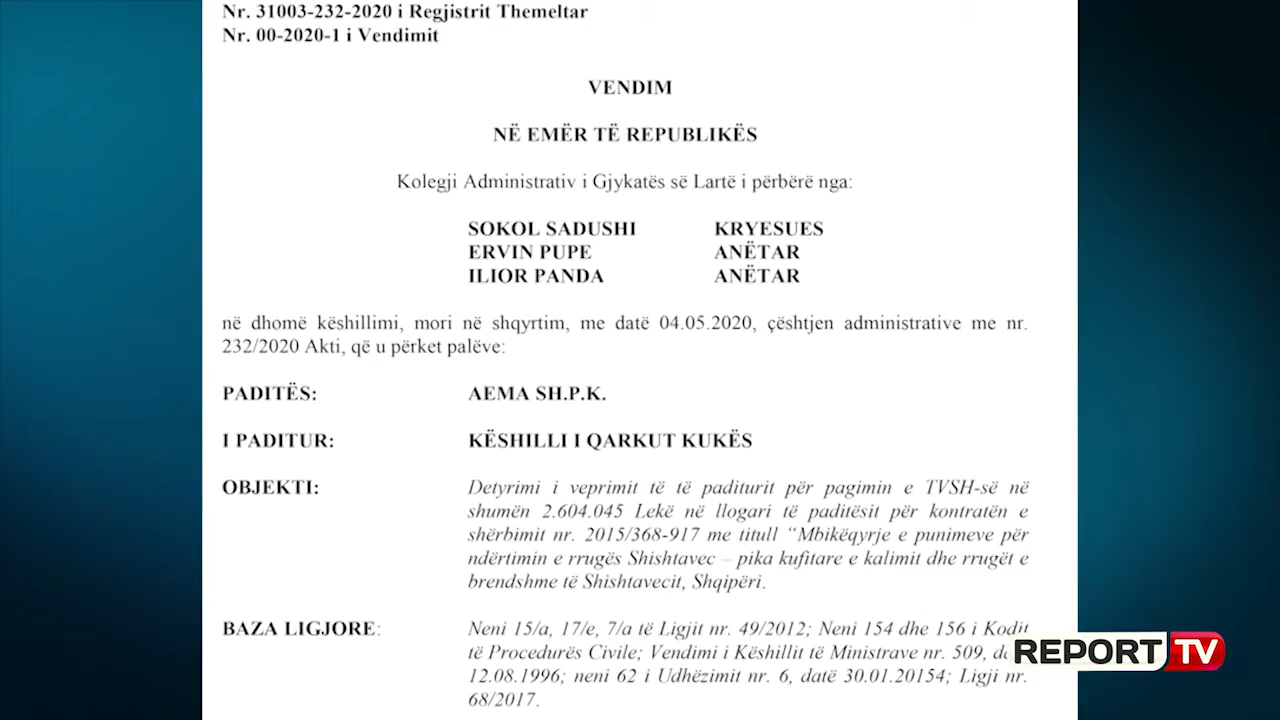 Nr. 31003-232-2020 i Regjistrit Themeltar
Nr. 00-2020-1 i Vendimit
VENDIM
NË EMËR TË REPUBLIKËS
Kolegji Administrativ i Gjykatës së Lartë i përbërë nga:
SOKOL SADUSHI KRYESUES
ERVIN PUPE ANËTAR
ILIOR PANDA ANËTAR
në dhomë këshillimi, mori në shqyrtim, me datë 04.05.2020, çështjen administrative me nr.
232/2020 Akti, që u përket palëve:
PADITËS: AEMA SH.P.K.
I PADITUR: KËSHILLI I QARKUT KUKËS
OBJEKTI: Detyrimi i veprimit të të paditurit për pagimin e TVSH-së në
shumën 2.604.045 Lekë në llogari të paditësit për kontratën e
shërbimit nr. 2015/368-917 me titull “Mbikëqyrje e punimeve për
ndërtimin e rrugës Shishtavec – pika kufitare e kalimit dhe rrugët e
brendshme të Shishtavecit, Shqipëri.
BAZA LIGJORE: Neni 15/a, 17/e, 7/a të Ligjit nr. 49/2012; Neni 154 dhe 156 i Kodit
të Procedurës Civile; Vendimi i Këshillit të Ministrave nr. 509,
12.08.1996; neni 62 i Udhëzimit nr. 6, datë 30.01.20154; Ligji nr.
68/2017.
REPORT TV